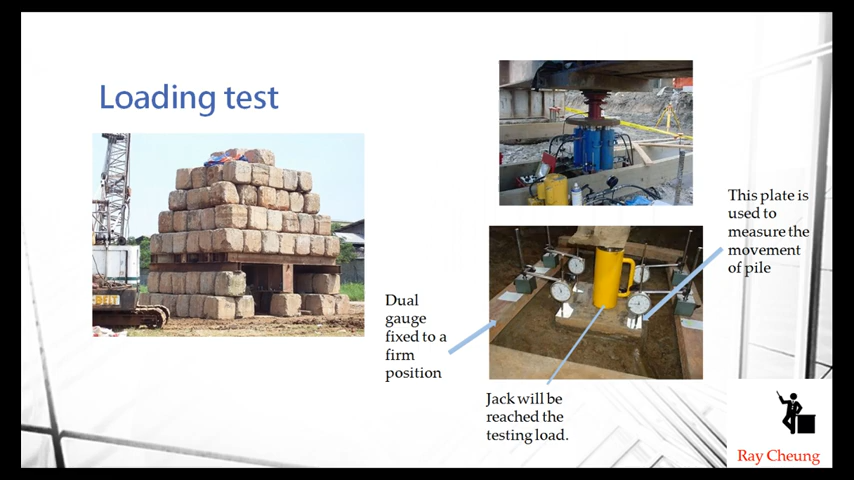 Loading test
This plate is
used to
measure the
movement
of pile
Dual
gauge
fixed to a
firm
position
Jack will be
reached the
testing load.
Ray Cheung